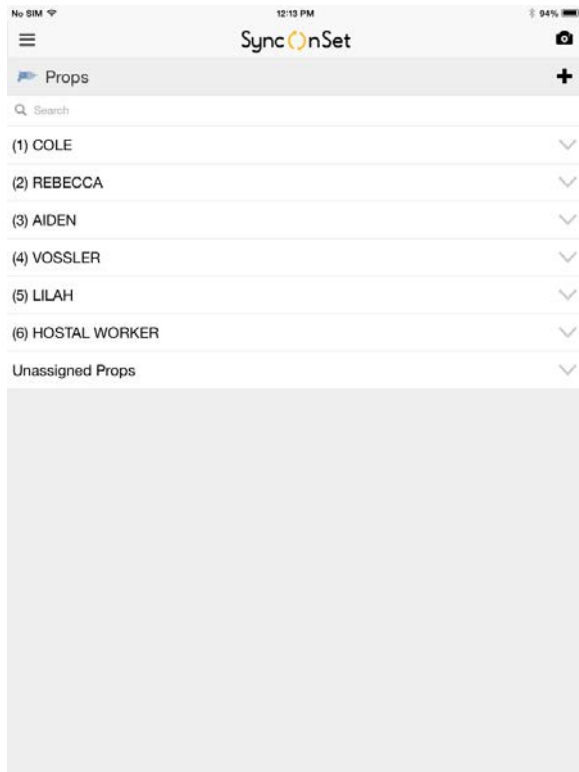 No SIM 12:13 PM 94%
SyncOnSet
Props
Search
(1) COLE
(2) REBECCA
(3) AIDEN
(4) VOSSLER
(5) LILAH
(6) HOSTAL WORKER
Unassigned Props